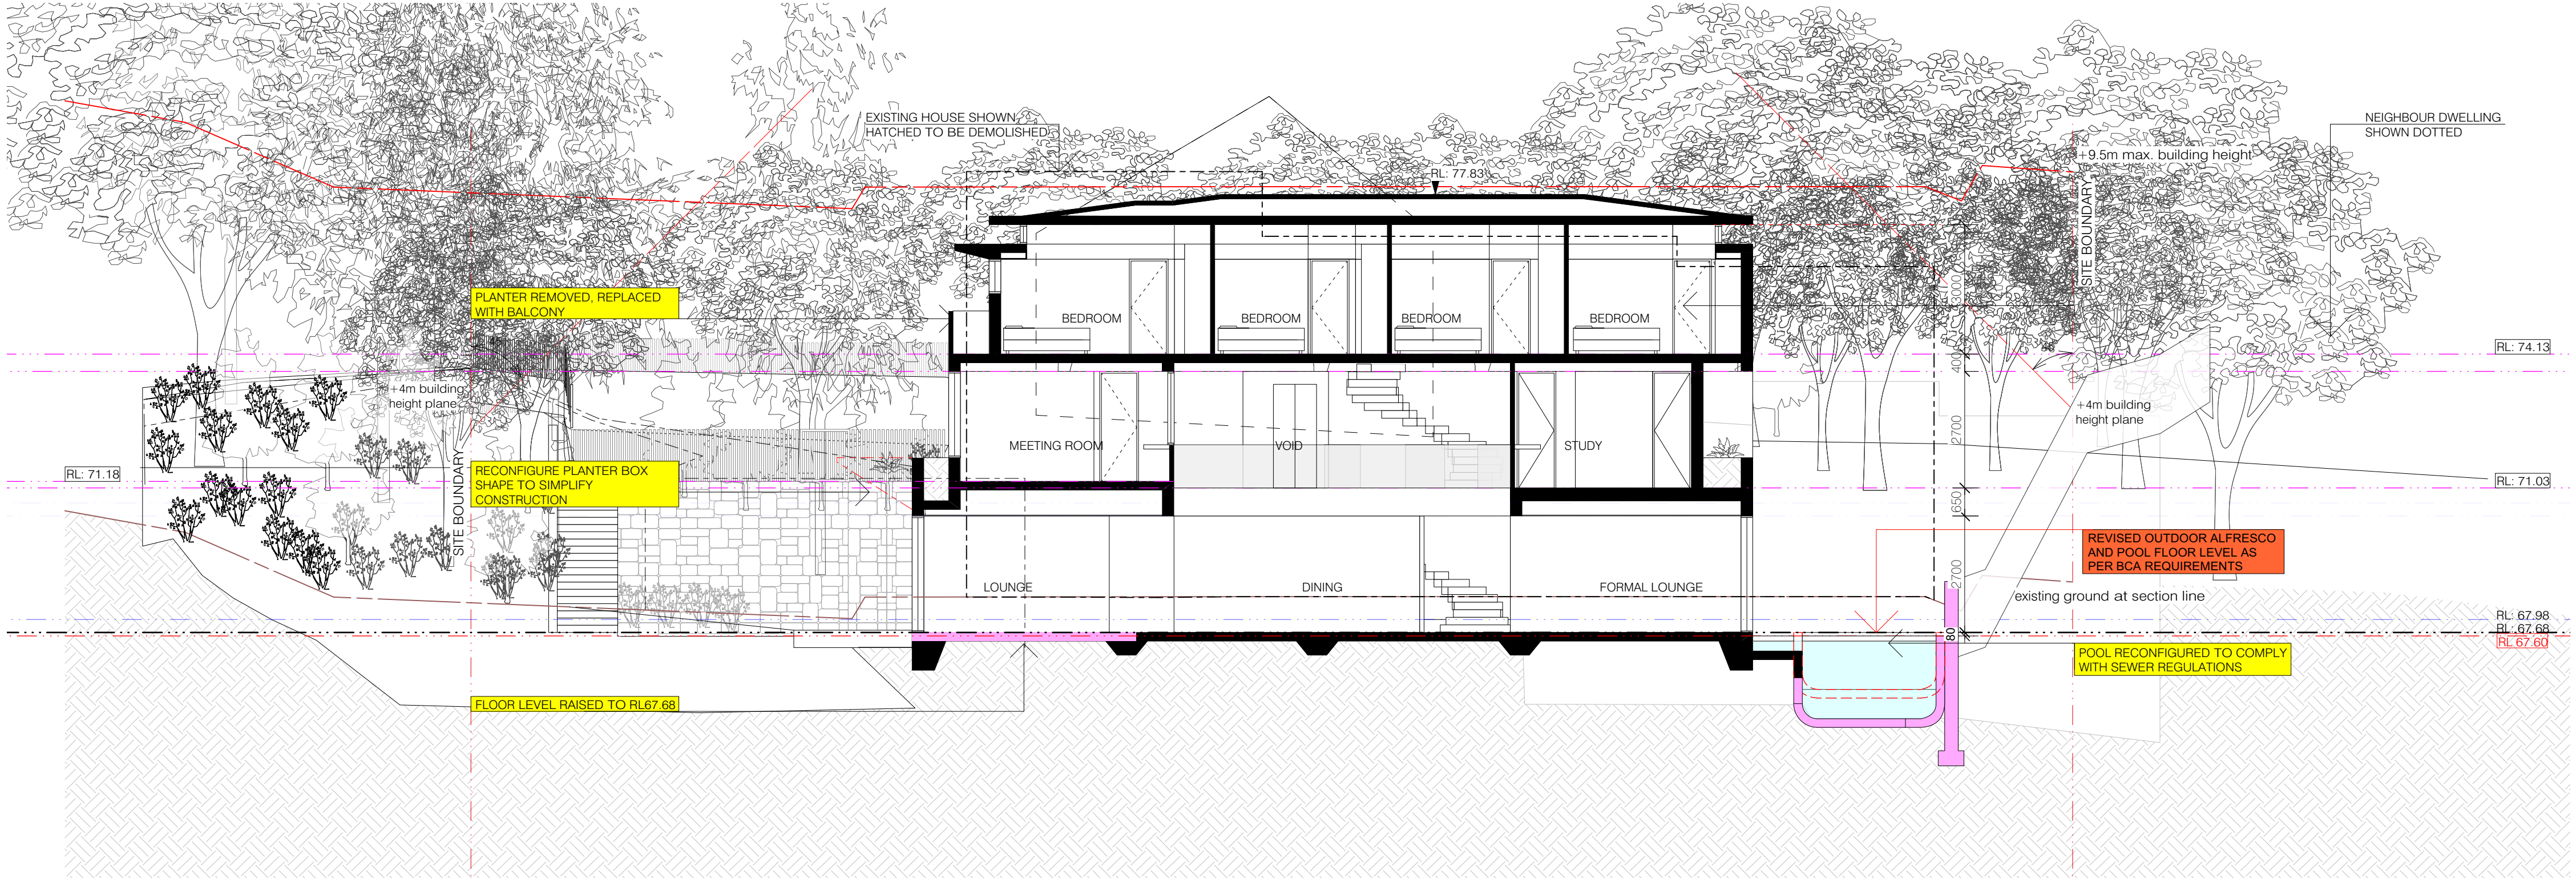 EXISTING HOUSE SHOWN
HATCHED TO BE DEMOLISHED
NEIGHBOUR DWELLING
SHOWN DOTTED
+9.5m max. building height
RL: 77.83
SITE BOUNDARY
PLANTER REMOVED, REPLACED
WITH BALCONY
BEDROOM
BEDROOM
BEDROOM
BEDROOM
3000
RL: 74.13
400
+4m building
height plane
+4m building
height plane
2700
MEETING ROOM
VOID
STUDY
RL: 71.18
RECONFIGURE PLANTER BOX
SHAPE TO SIMPLIFY
CONSTRUCTION
RL: 71.03
650
SITE BOUNDARY
REVISED OUTDOOR ALFRESCO
AND POOL FLOOR LEVEL AS
PER BCA REQUIREMENTS
2700
LOUNGE
DINING
FORMAL LOUNGE
existing ground at section line
RL: 67.98
RL: 67.68
RL 67.60
80
POOL RECONFIGURED TO COMPLY
WITH SEWER REGULATIONS
FLOOR LEVEL RAISED TO RL67.68